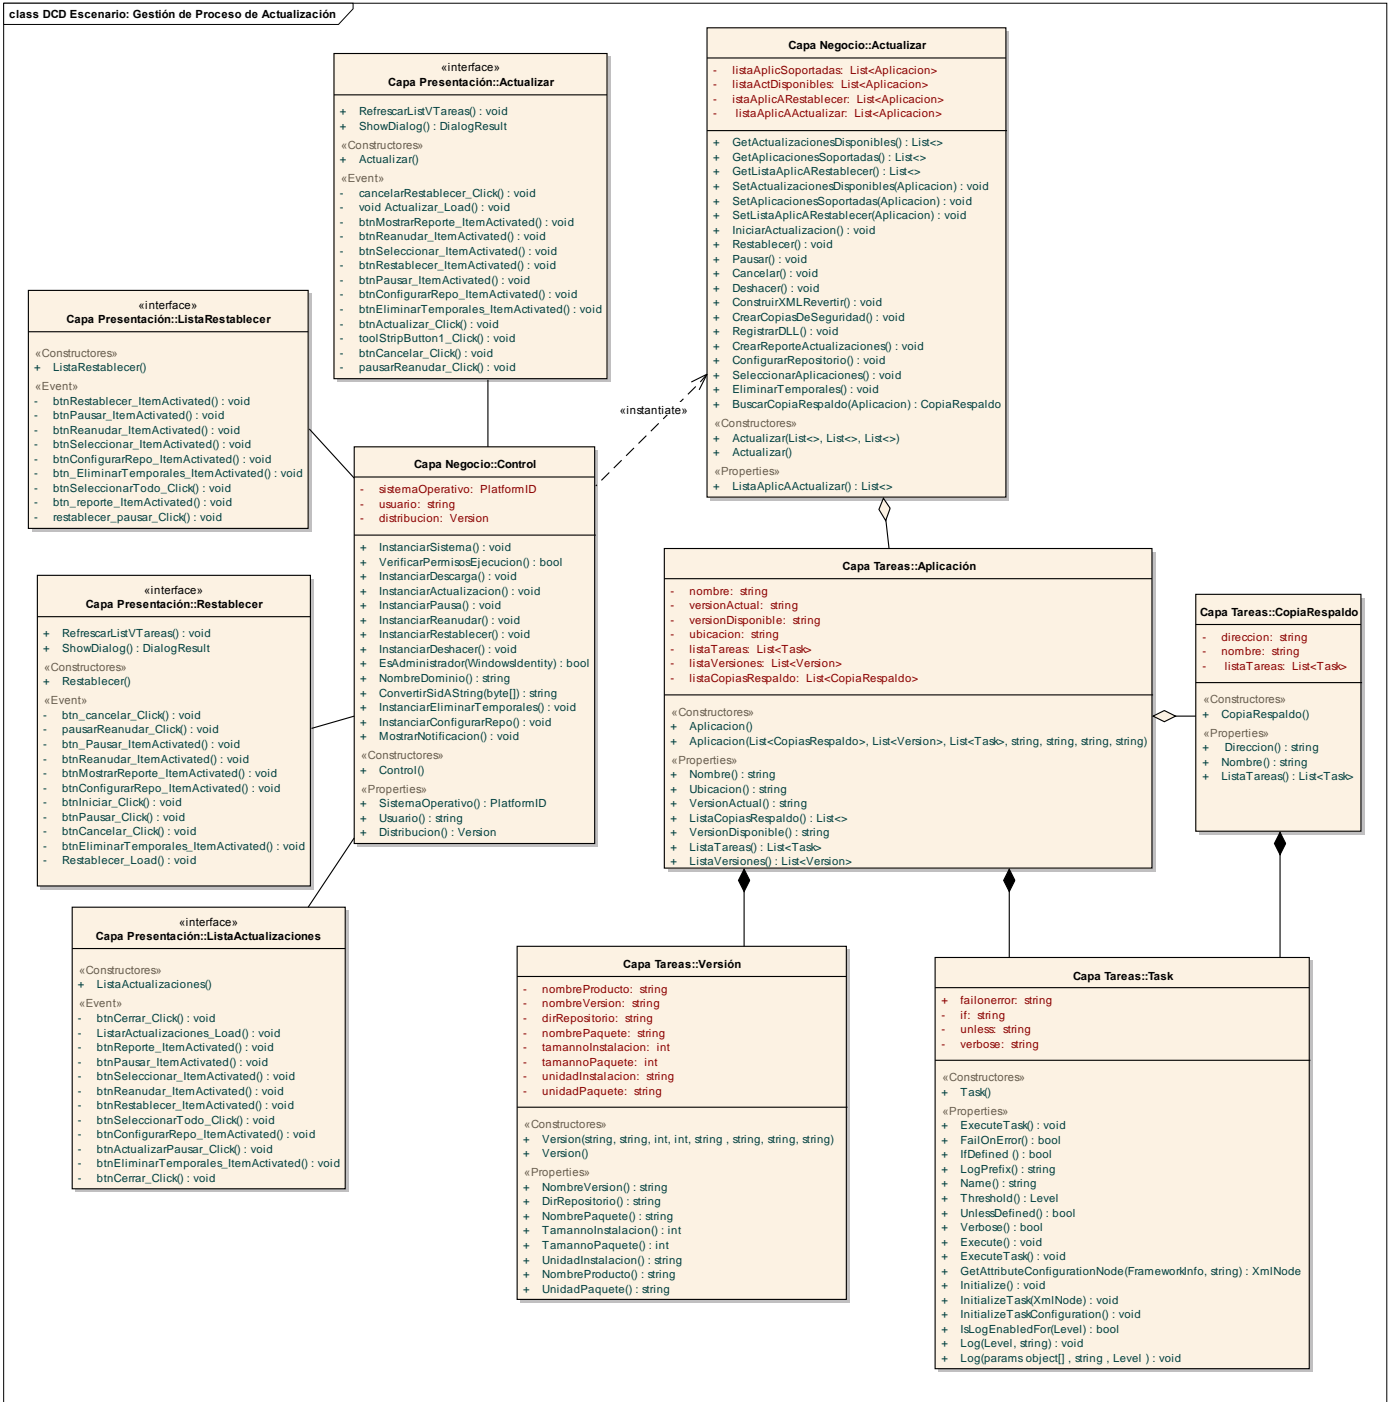 class DCD Escenario: Gestión de Proceso de Actualización
«interface»
Capa Presentación::Actualizar
+ RefrescarListVTareas() : void
+ ShowDialog() : DialogResult
«Constructores»
+ Actualizar()
«Event»
- cancelarRestablecer_Click() : void
- void Actualizar_Load() : void
- btnMostrarReporte_ItemActivated() : void
- btnReanudar_ItemActivated() : void
- btnSeleccionar_ItemActivated() : void
- btnRestablecer_ItemActivated() : void
- btnPausar_ItemActivated() : void
- btnConfigurarRepo_ItemActivated() : void
- btnEliminarTemporales_ItemActivated() : void
- btnActualizar_Click() : void
- toolStripButton1_Click() : void
- btnCancelar_Click() : void
- pausarReanudar_Click() : void
Capa Negocio::Actualizar
- listaAplicSoportadas: List<Aplicacion>
- listaActDisponibles: List<Aplicacion>
- istaAplicARestablecer: List<Aplicacion>
- listaAplicAActualizar: List<Aplicacion>
+ GetActualizacionesDisponibles() : List<>
+ GetAplicacionesSoportadas() : List<>
+ GetListaAplicARestablecer() : List<>
+ SetActualizacionesDisponibles(Aplicacion) : void
+ SetAplicacionesSoportadas(Aplicacion) : void
+ SetListaAplicARestablecer(Aplicacion) : void
+ IniciarActualizacion() : void
+ Restablecer() : void
+ Pausar() : void
+ Cancelar() : void
+ Deshacer() : void
+ ConstruirXMLRevertir() : void
+ CrearCopiasDeSeguridad() : void
+ RegistrarDLL() : void
+ CrearReporteActualizaciones() : void
+ ConfigurarRepositorio() : void
+ SeleccionarAplicaciones() : void
+ EliminarTemporales() : void
+ BuscarCopiaRespaldo(Aplicacion) : CopiaRespaldo
«Constructores»
+ Actualizar(List<>, List<>, List<>)
+ Actualizar()
«Properties»
+ ListaAplicAActualizar() : List<>
«interface»
Capa Presentación::ListaRestablecer
«Constructores»
+ ListaRestablecer()
«Event»
- btnRestablecer_ItemActivated() : void
- btnPausar_ItemActivated() : void
- btnReanudar_ItemActivated() : void
- btnSeleccionar_ItemActivated() : void
- btnConfigurarRepo_ItemActivated() : void
- btn_EliminarTemporales_ItemActivated() : void
- btnSeleccionarTodo_Click() : void
- btn_reporte_ItemActivated() : void
- restablecer_pausar_Click() : void
«instantiate»
Capa Negocio::Control
- sistemaOperativo: PlatformID
- usuario: string
- distribucion: Version
+ InstanciarSistema() : void
+ VerificarPermisosEjecucion() : bool
+ InstanciarDescarga() : void
+ InstanciarActualizacion() : void
+ InstanciarPausa() : void
+ InstanciarReanudar() : void
+ InstanciarRestablecer() : void
+ InstanciarDeshacer() : void
+ EsAdministrador(WindowsIdentity) : bool
+ NombreDominio() : string
+ ConvertirSidAString(byte[]) : string
+ InstanciarEliminarTemporales() : void
+ InstanciarConfigurarRepo() : void
+ MostrarNotificacion() : void
«Constructores»
+ Control()
«Properties»
+ SistemaOperativo() : PlatformID
+ Usuario() : string
+ Distribucion() : Version
«interface»
Capa Presentación::Restablecer
+ RefrescarListVTareas() : void
+ ShowDialog() : DialogResult
«Constructores»
+ Restablecer()
«Event»
- btn_cancelar_Click() : void
- pausarReanudar_Click() : void
- btn_Pausar_ItemActivated() : void
- btnReanudar_ItemActivated() : void
- btnMostrarReporte_ItemActivated() : void
- btnConfigurarRepo_ItemActivated() : void
- btnIniciar_Click() : void
- btnPausar_Click() : void
- btnCancelar_Click() : void
- btnEliminarTemporales_ItemActivated() : void
- Restablecer_Load() : void
Capa Tareas::Aplicación
- nombre: string
- versionActual: string
- versionDisponible: string
- ubicacion: string
- listaTareas: List<Task>
- listaVersiones: List<Version>
- listaCopiasRespaldo: List<CopiaRespaldo>
«Constructores»
+ Aplicacion()
+ Aplicacion(List<CopiasRespaldo>, List<Version>, List<Task>, string, string, string, string)
«Properties»
+ Nombre() : string
+ Ubicacion() : string
+ VersionActual() : string
+ ListaCopiasRespaldo() : List<>
+ VersionDisponible() : string
+ ListaTareas() : List<Task>
+ ListaVersiones() : List<Version>
Capa Tareas::CopiaRespaldo
- direccion: string
- nombre: string
- listaTareas: List<Task>
«Constructores»
+ CopiaRespaldo()
«Properties»
+ Direccion() : string
+ Nombre() : string
+ ListaTareas() : List<Task>
«interface»
Capa Presentación::ListaActualizaciones
«Constructores»
+ ListaActualizaciones()
«Event»
- btnCerrar_Click() : void
- ListarActualizaciones_Load() : void
- btnReporte_ItemActivated() : void
- btnPausar_ItemActivated() : void
- btnSeleccionar_ItemActivated() : void
- btnReanudar_ItemActivated() : void
- btnRestablecer_ItemActivated() : void
- btnSeleccionarTodo_Click() : void
- btnConfigurarRepo_ItemActivated() : void
- btnActualizarPausar_Click() : void
- btnEliminarTemporales_ItemActivated() : void
- btnCerrar_Click() : void
Capa Tareas::Versión
- nombreProducto: string
- nombreVersion: string
- dirRepositorio: string
- nombrePaquete: string
- tamannoInstalacion: int
- tamannoPaquete: int
- unidadInstalacion: string
- unidadPaquete: string
«Constructores»
+ Version(string, string, int, int, string , string, string, string)
+ Version()
«Properties»
+ NombreVersion() : string
+ DirRepositorio() : string
+ NombrePaquete() : string
+ TamannoInstalacion() : int
+ TamannoPaquete() : int
+ UnidadInstalacion() : string
+ NombreProducto() : string
+ UnidadPaquete() : string
Capa Tareas::Task
+ failonerror: string
- if: string
- unless: string
- verbose: string
«Constructores»
+ Task()
«Properties»
+ ExecuteTask() : void
+ FailOnError() : bool
+ IfDefined () : bool
+ LogPrefix() : string
+ Name() : string
+ Threshold() : Level
+ UnlessDefined() : bool
+ Verbose() : bool
+ Execute() : void
+ ExecuteTask() : void
+ GetAttributeConfigurationNode(FrameworkInfo, string) : XmlNode
+ Initialize() : void
+ InitializeTask(XmlNode) : void
+ InitializeTaskConfiguration() : void
+ IsLogEnabledFor(Level) : bool
+ Log(Level, string) : void
+ Log(params object[] , string , Level ) : void